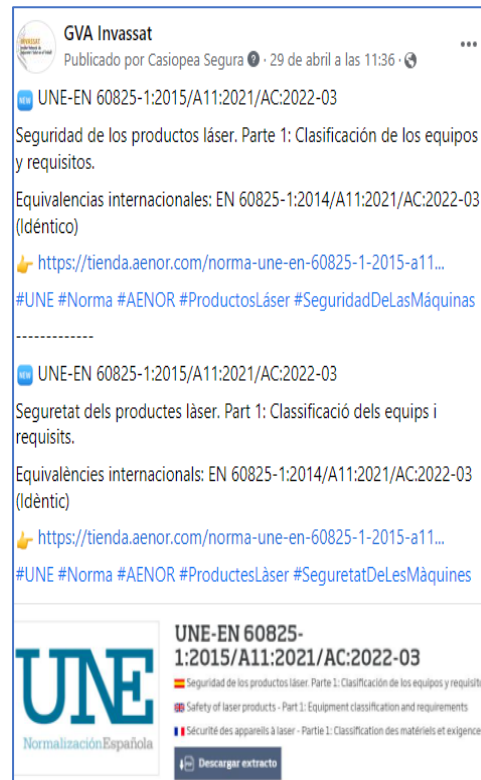 INVASSAT
GVA Invassat
Publicado por Casiopea Segura · 29 de abril a las 11:36 ·
NEW UNE-EN 60825-1:2015/A11:2021/AC:2022-03
Seguridad de los productos láser. Parte 1: Clasificación de los equipos
y requisitos.
Equivalencias internacionales: EN 60825-1:2014/A11:2021/AC:2022-03
(Idéntico)
👉 https://tienda.aenor.com/norma-une-en-60825-1-2015-a11...
#UNE #Norma #AENOR #ProductosLáser #SeguridadDeLasMáquinas
-------------
NEW UNE-EN 60825-1:2015/A11:2021/AC:2022-03
Seguretat dels productes làser. Part 1: Classificació dels equips i
requisits.
Equivalències internacionals: EN 60825-1:2014/A11:2021/AC:2022-03
(Idèntic)
👉 https://tienda.aenor.com/norma-une-en-60825-1-2015-a11...
#UNE #Norma #AENOR #ProductesLàser #SeguretatDeLesMàquines
UNE
NormalizaciónEspañola
UNE-EN 60825-
1:2015/A11:2021/AC:2022-03
Seguridad de los productos láser. Parte 1: Clasificación de los equipos y requisito
Safety of laser products - Part 1: Equipment classification and requirements
Sécurité des appareils à laser - Partie 1: Classification des matériels et exigence
Descargar extracto